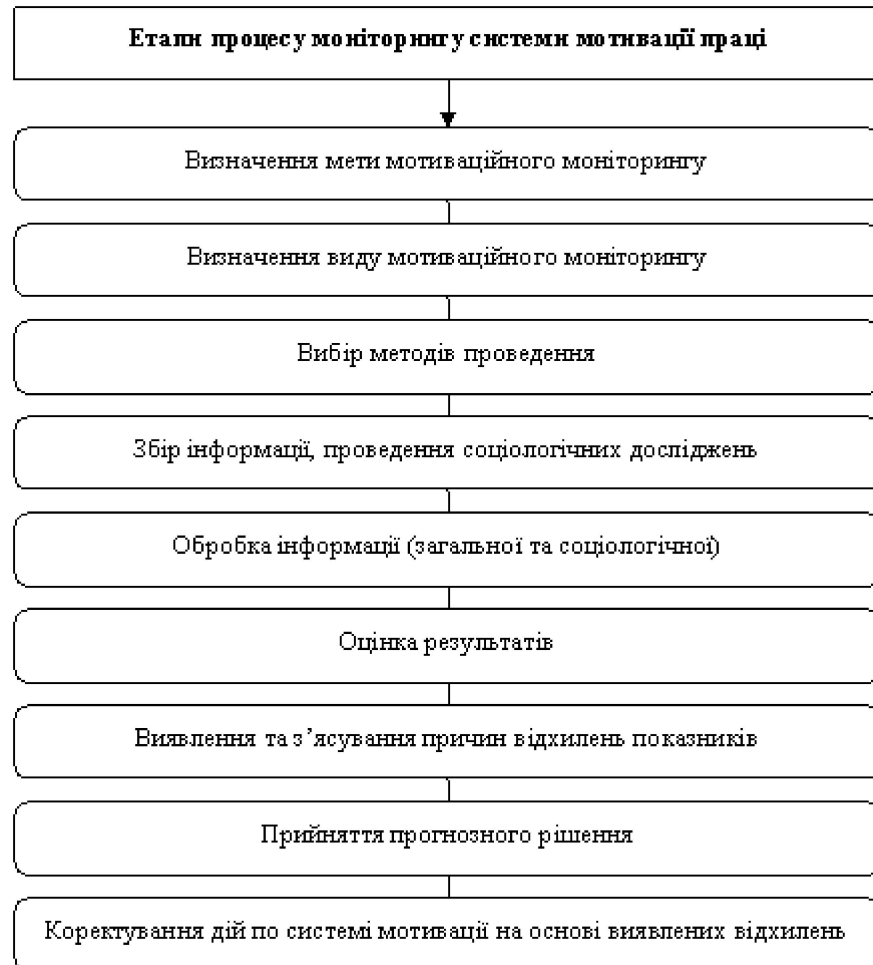 Етапи процесу моніторингу системи мотивації праці
Визначення мети мотиваційного моніторингу
Визначення виду мотиваційного моніторингу
Вибір методів проведення
Збір інформації, проведення соціологічних досліджень
Обробка інформації (загальної та соціологічної)
Оцінка результатів
Виявлення та з’ясування причин відхилень показників
Прийняття прогнозного рішення
Коректування дій по системі мотивації на основі виявлених відхилень